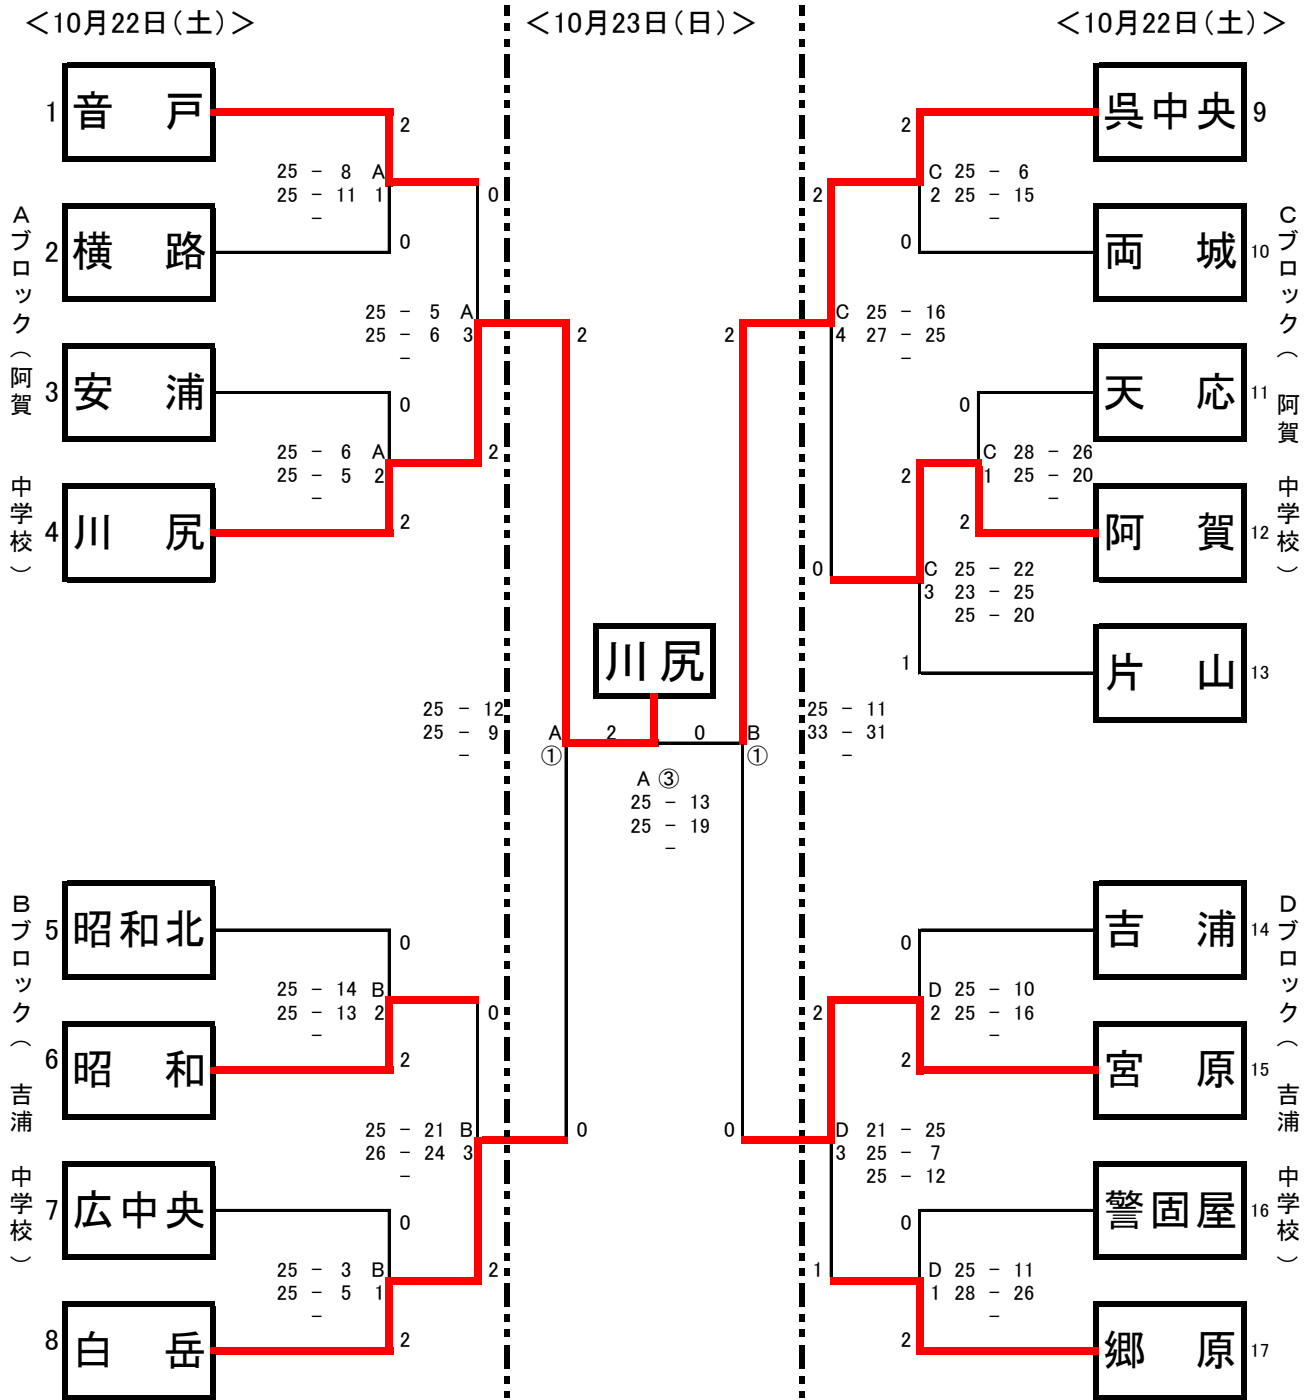 ＜10月22日（土）＞
＜10月23日（日）＞
＜10月22日（土）＞
Aブロック（阿賀中学校）
1 音戸
2
25 － 8 A
25 － 11 1
－
0
2 横路
0
25 － 5 A
25 － 6 3
－
3 安浦
0
25 － 6 A
25 － 5 2
－
2
4 川尻
2
2
Bブロック（吉浦中学校）
5 昭和北
0
25 － 14 B
25 － 13 2
－
0
6 昭和
2
25 － 21 B
26 － 24 3
－
7 広中央
0
25 － 3 B
25 － 5 1
－
2
8 白岳
2
0
25 － 12
25 － 9
－
A
①
川尻
2 0
A ③
25 － 13
25 － 19
－
B
①
25 － 11
33 － 31
－
Cブロック（阿賀中学校）
呉中央 9
2
C 25 － 6
2 25 － 15
－
2
両城 10
0
C 25 － 16
4 27 － 25
－
2
天応 11
0
C 28 － 26
1 25 － 20
－
2
阿賀 12
2
C 25 － 22
3 23 － 25
25 － 20
0
片山 13
1
Dブロック（吉浦中学校）
吉浦 14
0
D 25 － 10
2 25 － 16
－
2
宮原 15
2
D 21 － 25
3 25 － 7
25 － 12
0
警固屋 16
0
D 25 － 11
1 28 － 26
－
1
郷原 17
2